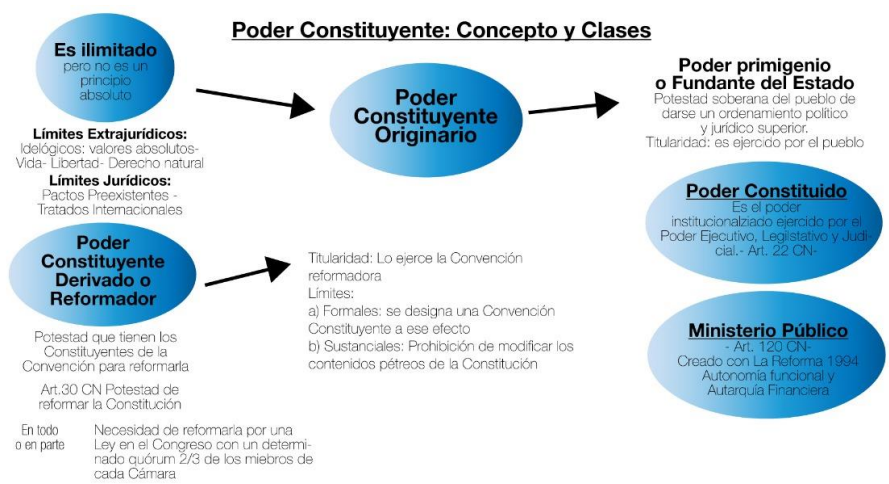 Poder Constituyente: Concepto y Clases
Es ilimitado
pero no es un
principio
absoluto
Límites Extrajurídicos:
Idelógicos: valores absolutos-
Vida- Libertad- Derecho natural
Límites Jurídicos:
Pactos Preexistentes -
Tratados Internacionales
Poder
Constituyente
Originario
Poder primigenio
o Fundante del Estado
Potestad soberana del pueblo de
darse un ordenamiento político
y jurídico superior.
Titularidad: es ejercido por el pueblo
Poder Constituido
Es el poder
institucionalziado ejercido por el
Poder Ejecutivo, Legilstativo y Judi-
cial.- Art. 22 CN-
Ministerio Público
- Art. 120 CN-
Creado con La Reforma 1994
Autonomía funcional y
Autarquía Financiera
Poder
Constituyente
Derivado o
Reformador
Potestad que tienen los
Constituyentes de la
Convención para reformarla
Art.30 CN Potestad de
reformar la Constitución
En todo
o en parte
Necesidad de reformarla por una
Ley en el Congreso con un determi-
nado quórum 2/3 de los miebros de
cada Cámara
Titularidad: Lo ejerce la Convención
reformadora
Límites:
a) Formales: se designa una Convención
Constituyente a ese efecto
b) Sustanciales: Prohibición de modificar los
contenidos pétreos de la Constitución